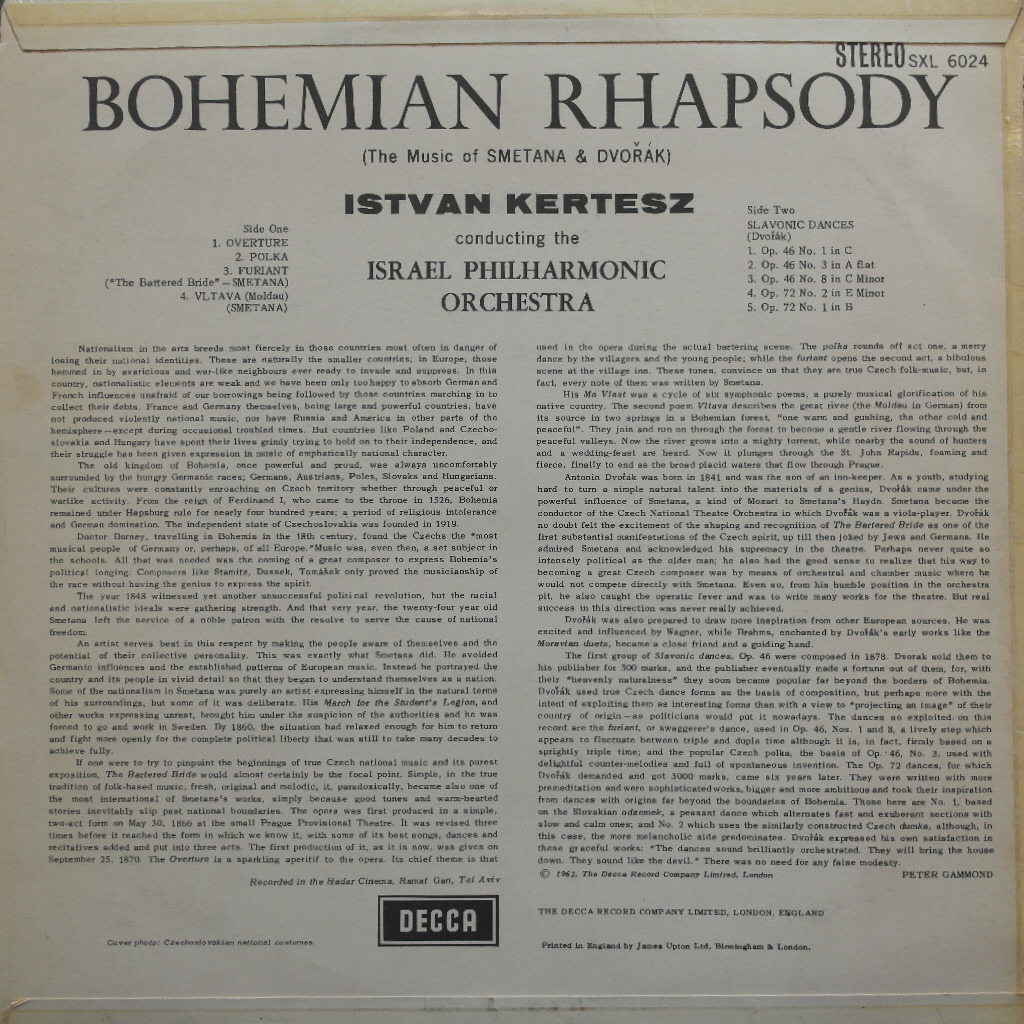 STEREO SXL 6024
BOHEMIAN RHAPSODY
(The Music of SMETANA & DVOŘÁK)
ISTVAN KERTESZ
conducting the
ISRAEL PHILHARMONIC
ORCHESTRA
Side One
1. OVERTURE
2. POLKA
3. FURIANT
("The Battered Bride" — SMETANA)
4. VLTAVA (Moldau)
(SMETANA)
Side Two
SLAVONIC DANCES
(Dvořák)
1. Op. 46 No. 1 in C
2. Op. 46 No. 3 in A flat
3. Op. 46 No. 8 in C Minor
4. Op. 72 No. 2 in E Minor
5. Op. 72 No. 1 in B
Nationalism in the arts breeds most fiercely in those countries most often in danger of
losing their national identities. These are naturally the smaller countries; in Europe, those
hemmed in by avaricious and war-like neighbours ever ready to invade and suppress. In this
country, nationalistic elements are weak and we have been only too happy to absorb German and
French influences unafraid of our borrowings being followed by those countries marching in to
collect their debts. France and Germany themselves, being large and powerful countries, have
not produced violently national music, nor have Russia and America in other parts of the
hemisphere — except during occasional troubled times. But countries like Poland and Czecho-
slovakia and Hungary have spent their lives grimly trying to hold on to their independence, and
their struggle has been given expression in music of emphatically national character.
The old kingdom of Bohemia, once powerful and proud, was always uncomfortably
surrounded by the hungry Germanic races; Germans, Austrians, Poles, Slovaks and Hungarians.
Their cultures were constantly enroaching on Czech territory whether through peaceful or
warlike activity. From the reign of Ferdinand I, who came to the throne in 1526, Bohemia
remained under Hapsburg rule for nearly four hundred years; a period of religious intolerance
and German domination. The independent state of Czechoslovakia was founded in 1919.
Doctor Burney, travelling in Bohemia in the 18th century, found the Czechs the "most
musical people of Germany or, perhaps, of all Europe." Music was, even then, a set subject in
the schools. All that was needed was the coming of a great composer to express Bohemia's
political longing. Composers like Stamitz, Dussek, Tomášek only proved the musicianship of
the race without having the genius to express the spirit.
The year 1848 witnessed yet another unsuccessful political revolution, but the racial
and nationalistic ideals were gathering strength. And that very year, the twenty-four year old
Smetana left the service of a noble patron with the resolve to serve the cause of national
freedom.
An artist serves best in this respect by making the people aware of themselves and the
potential of their collective personality. This was exactly what Smetana did. He avoided
Germanic influences and the established patterns of European music. Instead he portrayed the
country and its people in vivid detail so that they began to understand themselves as a nation.
Some of the nationalism in Smetana was purely an artist expressing himself in the natural terms
of his surroundings, but some of it was deliberate. His March for the Student's Legion, and
other works expressing unrest, brought him under the suspicion of the authorities and he was
forced to go and work in Sweden. By 1860, the situation had relaxed enough for him to return
and fight more openly for the complete political liberty that was still to take many decades to
achieve fully.
If one were to try to pinpoint the beginnings of true Czech national music and its purest
exposition, The Bartered Bride would almost certainly be the focal point. Simple, in the true
tradition of folk-based music, fresh, original and melodic, it, paradoxically, became also one of
the most international of Smetana's works, simply because good tunes and warm-hearted
stories inevitably slip past national boundaries. The opera was first produced in a simple,
two-act form on May 30, 1866 at the small Prague Provisional Theatre. It was revised three
times before it reached the form in which we know it, with some of its best songs, dances and
recitatives added and put into three acts. The first production of it, as it is now, was given on
September 25, 1870. The Overture is a sparkling aperitif to the opera. Its chief theme is that
used in the opera during the actual bartering scene. The polka rounds off act one, a merry
dance by the villagers and the young people; while the furiant opens the second act, a bibulous
scene at the village inn. These tunes, convince us that they are true Czech folk-music, but, in
fact, every note of them was written by Smetana.
His Ma Vlast was a cycle of six symphonic poems, a purely musical glorification of his
native country. The second poem Vltava describes the great river (the Moldau in German) from
its source in two springs in a Bohemian forest, "one warm and gushing, the other cold and
peaceful". They join and run on through the forest to become a gentle river flowing through the
peaceful valleys. Now the river grows into a mighty torrent, while nearby the sound of hunters
and a wedding-feast are heard. Now it plunges through the St. John Rapids, foaming and
fierce, finally to end as the broad placid waters that flow through Prague.
Antonin Dvořák was born in 1841 and was the son of an inn-keeper. As a youth, studying
hard to turn a simple natural talent into the materials of a genius, Dvořák came under the
powerful influence of Smetana, a kind of Mozart to Smetana's Haydn. Smetana became the
conductor of the Czech National Theatre Orchestra in which Dvořák was a viola-player. Dvořák
no doubt felt the excitement of the shaping and recognition of The Bartered Bride as one of the
first substantial manifestations of the Czech spirit, up till then joked by Jews and Germans. He
admired Smetana and acknowledged his supremacy in the theatre. Perhaps never quite so
intensely political as the older man; he also had the good sense to realize that his way to
becoming a great Czech composer was by means of orchestral and chamber music where he
would not compete directly with Smetana. Even so, from his humble position in the orchestra
pit, he also caught the operatic fever and was to write many works for the theatre. But real
success in this direction was never really achieved.
Dvořák was also prepared to draw more inspiration from other European sources. He was
excited and influenced by Wagner, while Brahms, enchanted by Dvořák's early works like the
Moravian duets, became a close friend and a guiding hand.
The first group of Slavonic dances, Op. 46 were composed in 1878. Dvorak sold them to
his publisher for 300 marks, and the publisher eventually made a fortune out of them, for, with
their "heavenly naturalness" they soon became popular far beyond the borders of Bohemia.
Dvořák used true Czech dance forms as the basis of composition, but perhaps more with the
intent of exploiting them as interesting forms than with a view to "projecting an image" of their
country of origin — as politicians would put it nowadays. The dances so exploited on this
record are the furiant, or swaggerer's dance, used in Op. 46, Nos. 1 and 8, a lively step which
appears to fluctuate between triple and duple time although it is, in fact, firmly based on a
sprightly triple time; and the popular Czech polka, the basis of Op. 46, No. 3, used with
delightful counter-melodies and full of spontaneous invention. The Op. 72 dances, for which
Dvořák demanded and got 3000 marks, came six years later. They were written with more
premeditation and were sophisticated works, bigger and more ambitious and took their inspiration
from dances with origins far beyond the boundaries of Bohemia. Those here are No. 1, based
on the Slovakian odzemek, a peasant dance which alternates fast and exuberant sections with
slow and calm ones; and No. 2 which uses the similarly constructed Czech dumka, although, in
this case, the more melancholic side predominates. Dvořák expressed his own satisfaction in
these graceful works: "The dances sound brilliantly orchestrated. They will bring the house
down. They sound like the devil." There was no need for any false modesty.
Recorded in the Hadar Cinema, Ramat Gan, Tel Aviv
© 1962, The Decca Record Company Limited, London
PETER GAMMOND
DECCA
THE DECCA RECORD COMPANY LIMITED, LONDON, ENGLAND
Cover photo: Czechoslovakian national costumes.
Printed in England by James Upton Ltd, Birmingham & London.